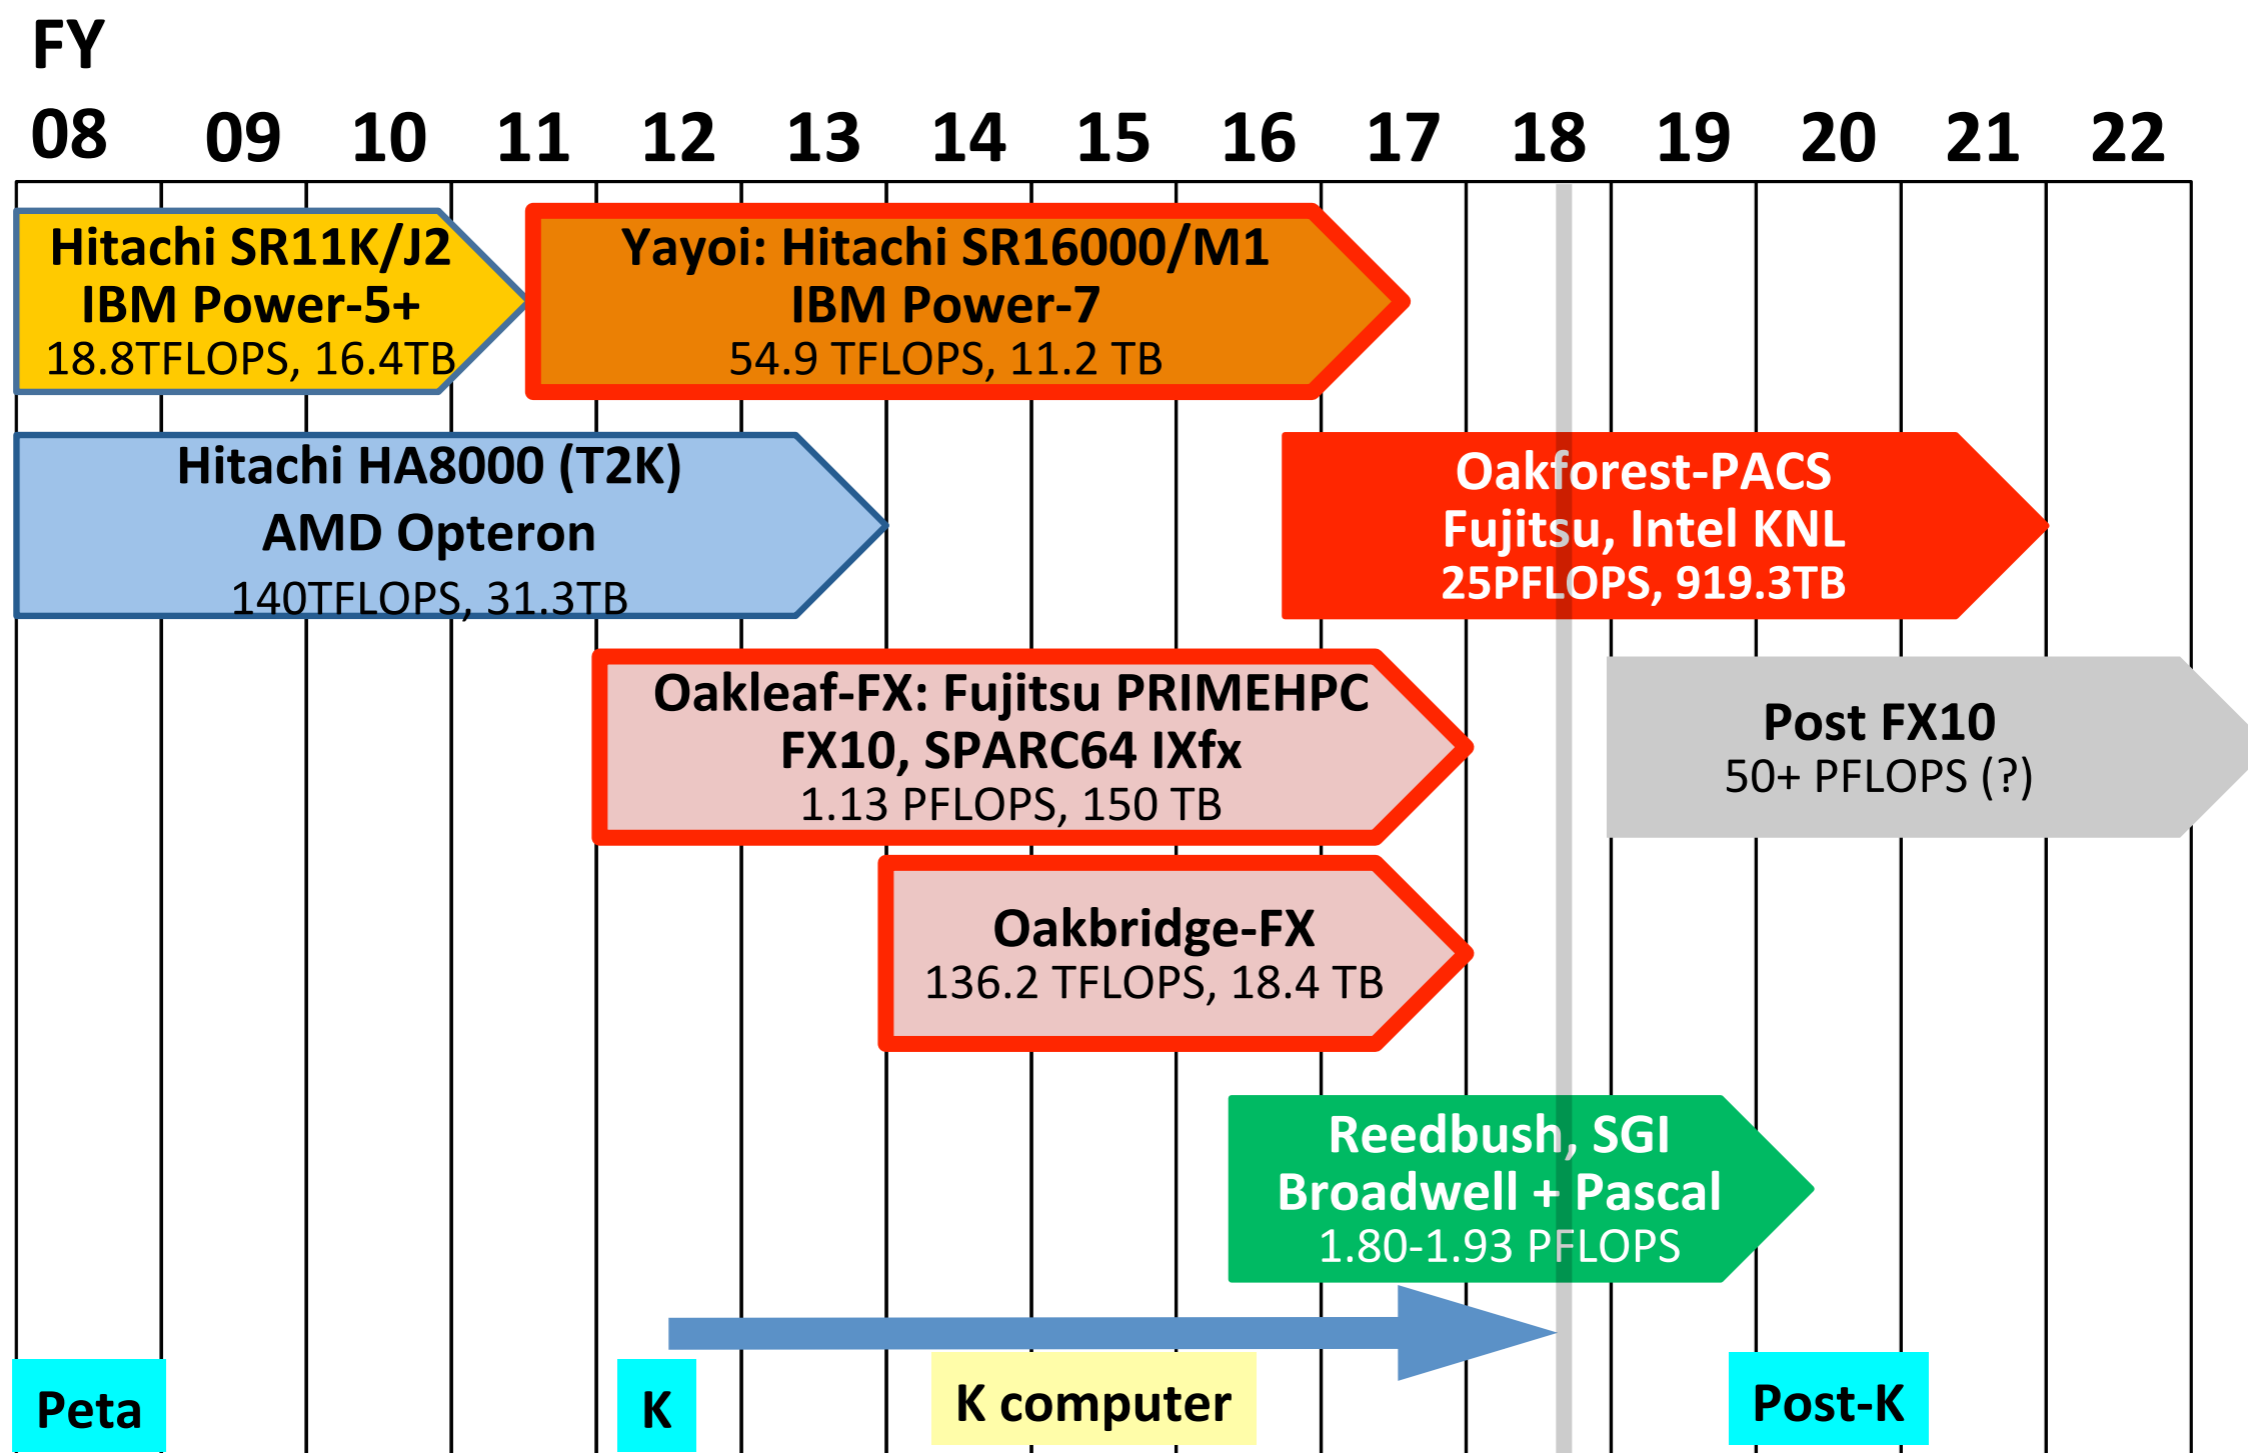 FY
08 09 10 11 12 13 14 15 16 17 18 19 20 21 22
Hitachi SR11K/J2
IBM Power-5+
18.8TFLOPS, 16.4TB
Yayoi: Hitachi SR16000/M1
IBM Power-7
54.9 TFLOPS, 11.2 TB
Hitachi HA8000 (T2K)
AMD Opteron
140TFLOPS, 31.3TB
Oakforest-PACS
Fujitsu, Intel KNL
25PFLOPS, 919.3TB
Oakleaf-FX: Fujitsu PRIMEHPC
FX10, SPARC64 IXfx
1.13 PFLOPS, 150 TB
Post FX10
50+ PFLOPS (?)
Oakbridge-FX
136.2 TFLOPS, 18.4 TB
Reedbush, SGI
Broadwell + Pascal
1.80-1.93 PFLOPS
Peta
K
K computer
Post-K